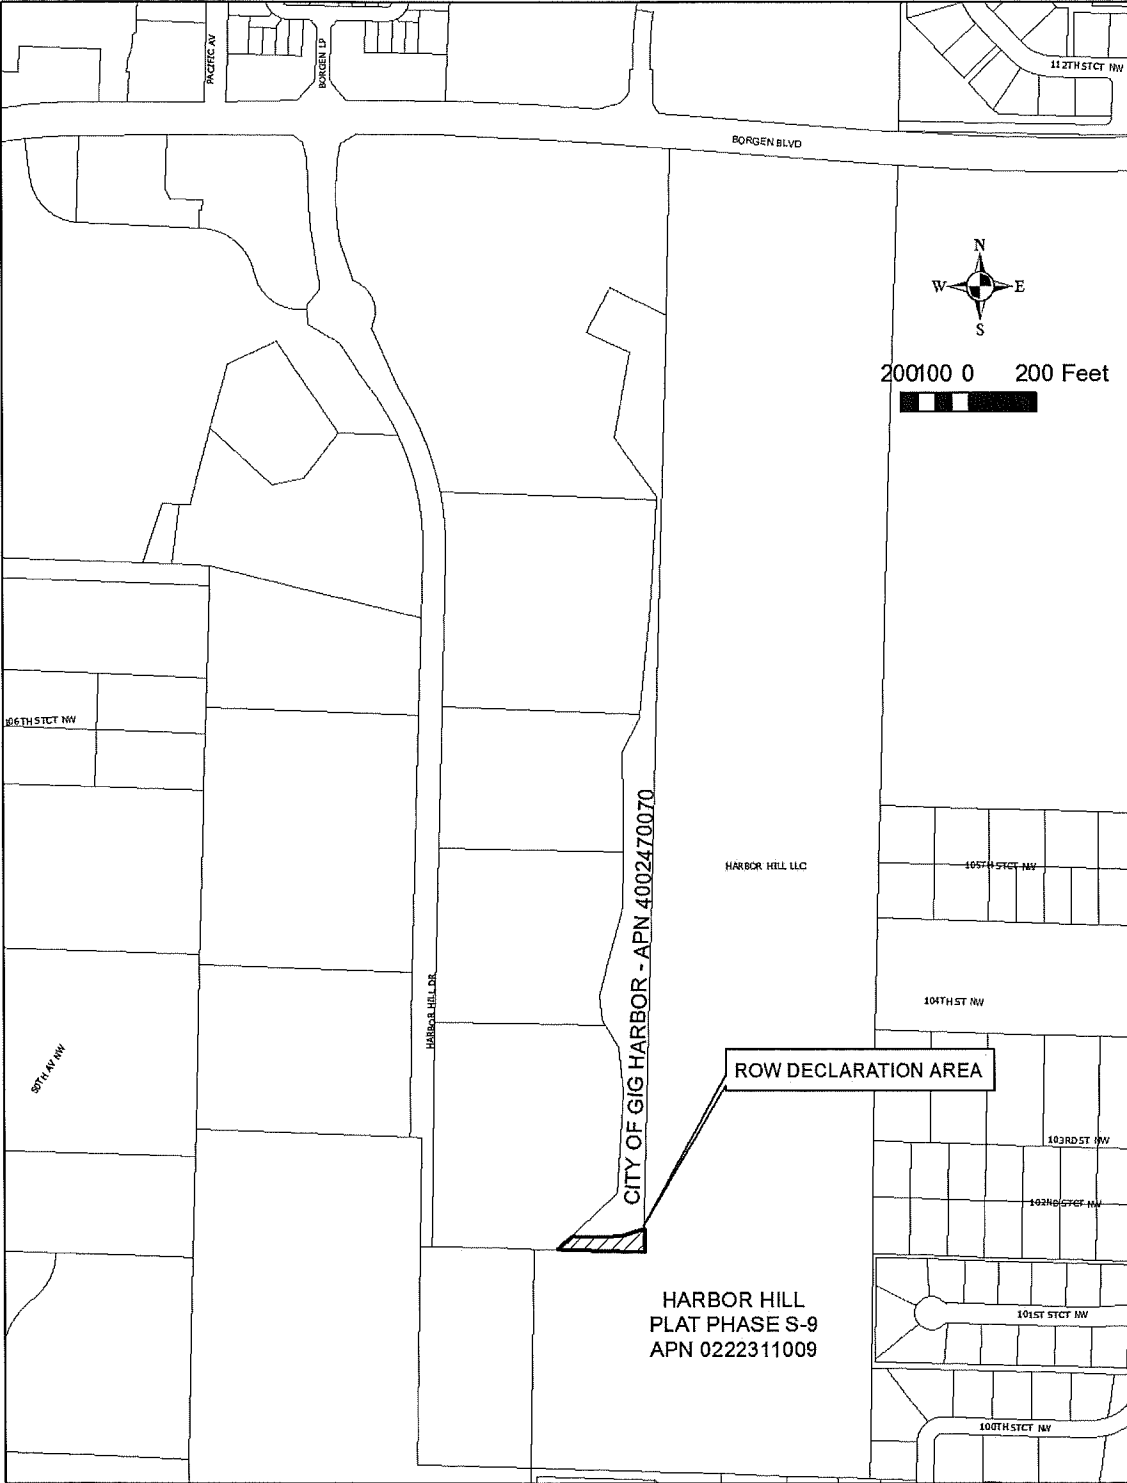 PACIFIC AV
BORGEN LP
112TH STCT NW
BORGEN BLVD
N
W E
S
200100 0 200 Feet
106TH STCT NW
CITY OF GIG HARBOR - APN 4002470070
HARBOR HILL LLC
105TH STCT NW
HARBOR HILL DR
104TH ST NW
50TH AV NW
ROW DECLARATION AREA
103RD ST NW
102ND STCT NW
HARBOR HILL
PLAT PHASE S-9
APN 0222311009
101ST STCT NW
100TH STCT NW